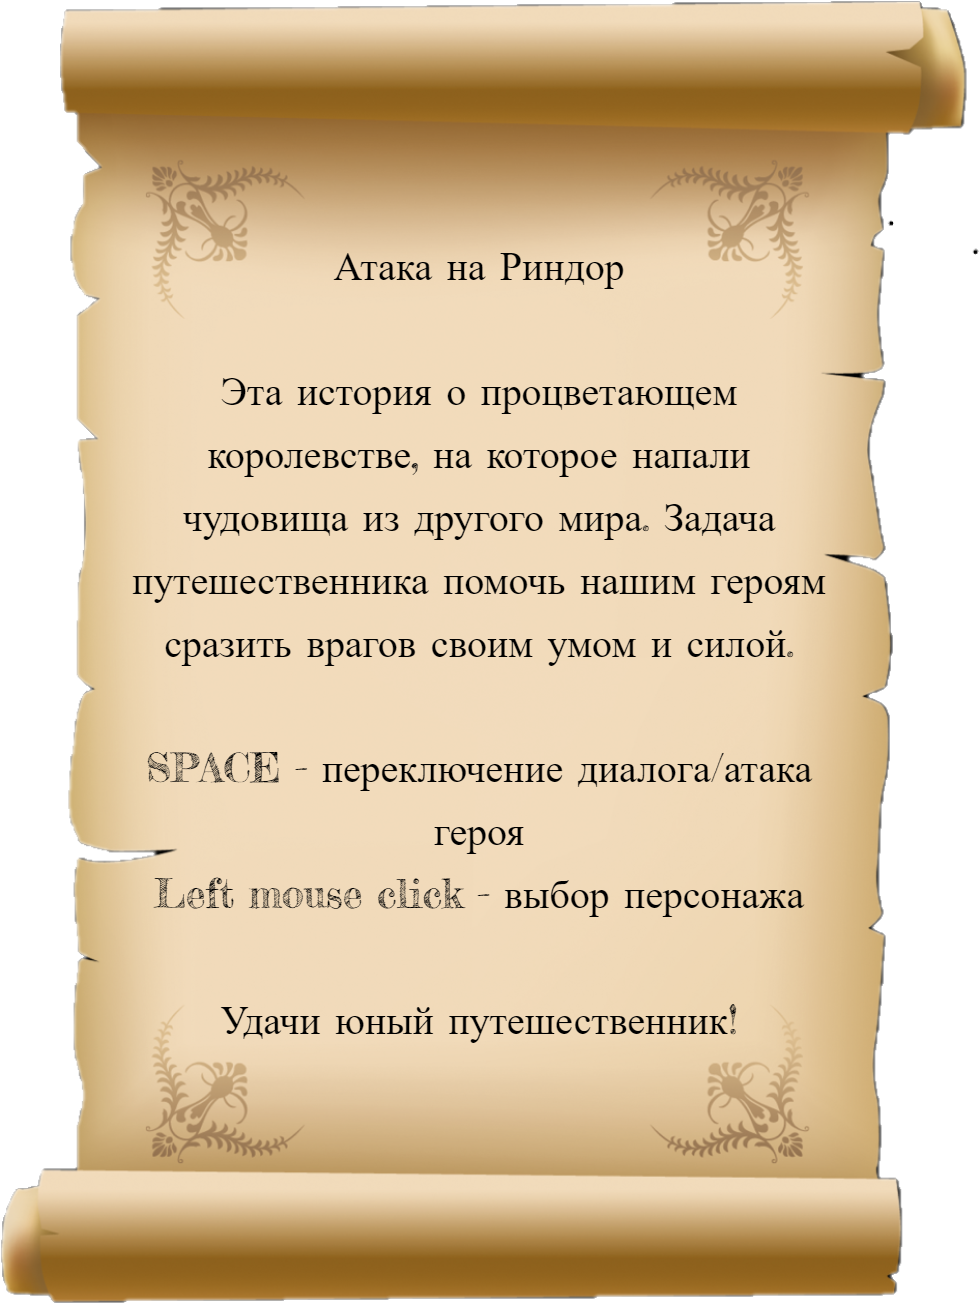 Атака на Риндор
Эта история о процветающем
королевстве, на которое напали
чудовища из другого мира. Задача
путешественника помочь нашим героям
сразить врагов своим умом и силой.
SPACE - переключение диалога/атака
героя
Left mouse click - выбор персонажа
Удачи юный путешественник!